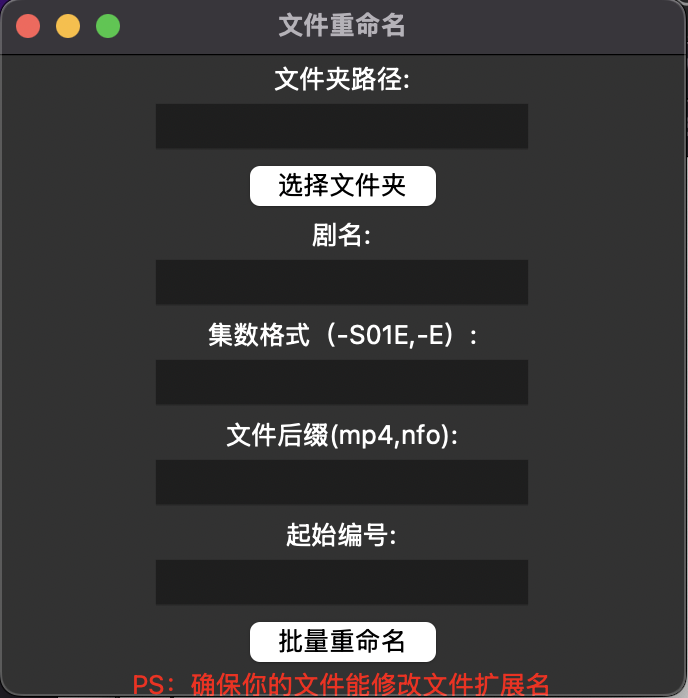 文件重命名
文件夹路径:
选择文件夹
剧名:
集数格式（-S01E,-E）:
文件后缀(mp4,nfo):
起始编号:
批量重命名
PS：确保你的文件能修改文件扩展名